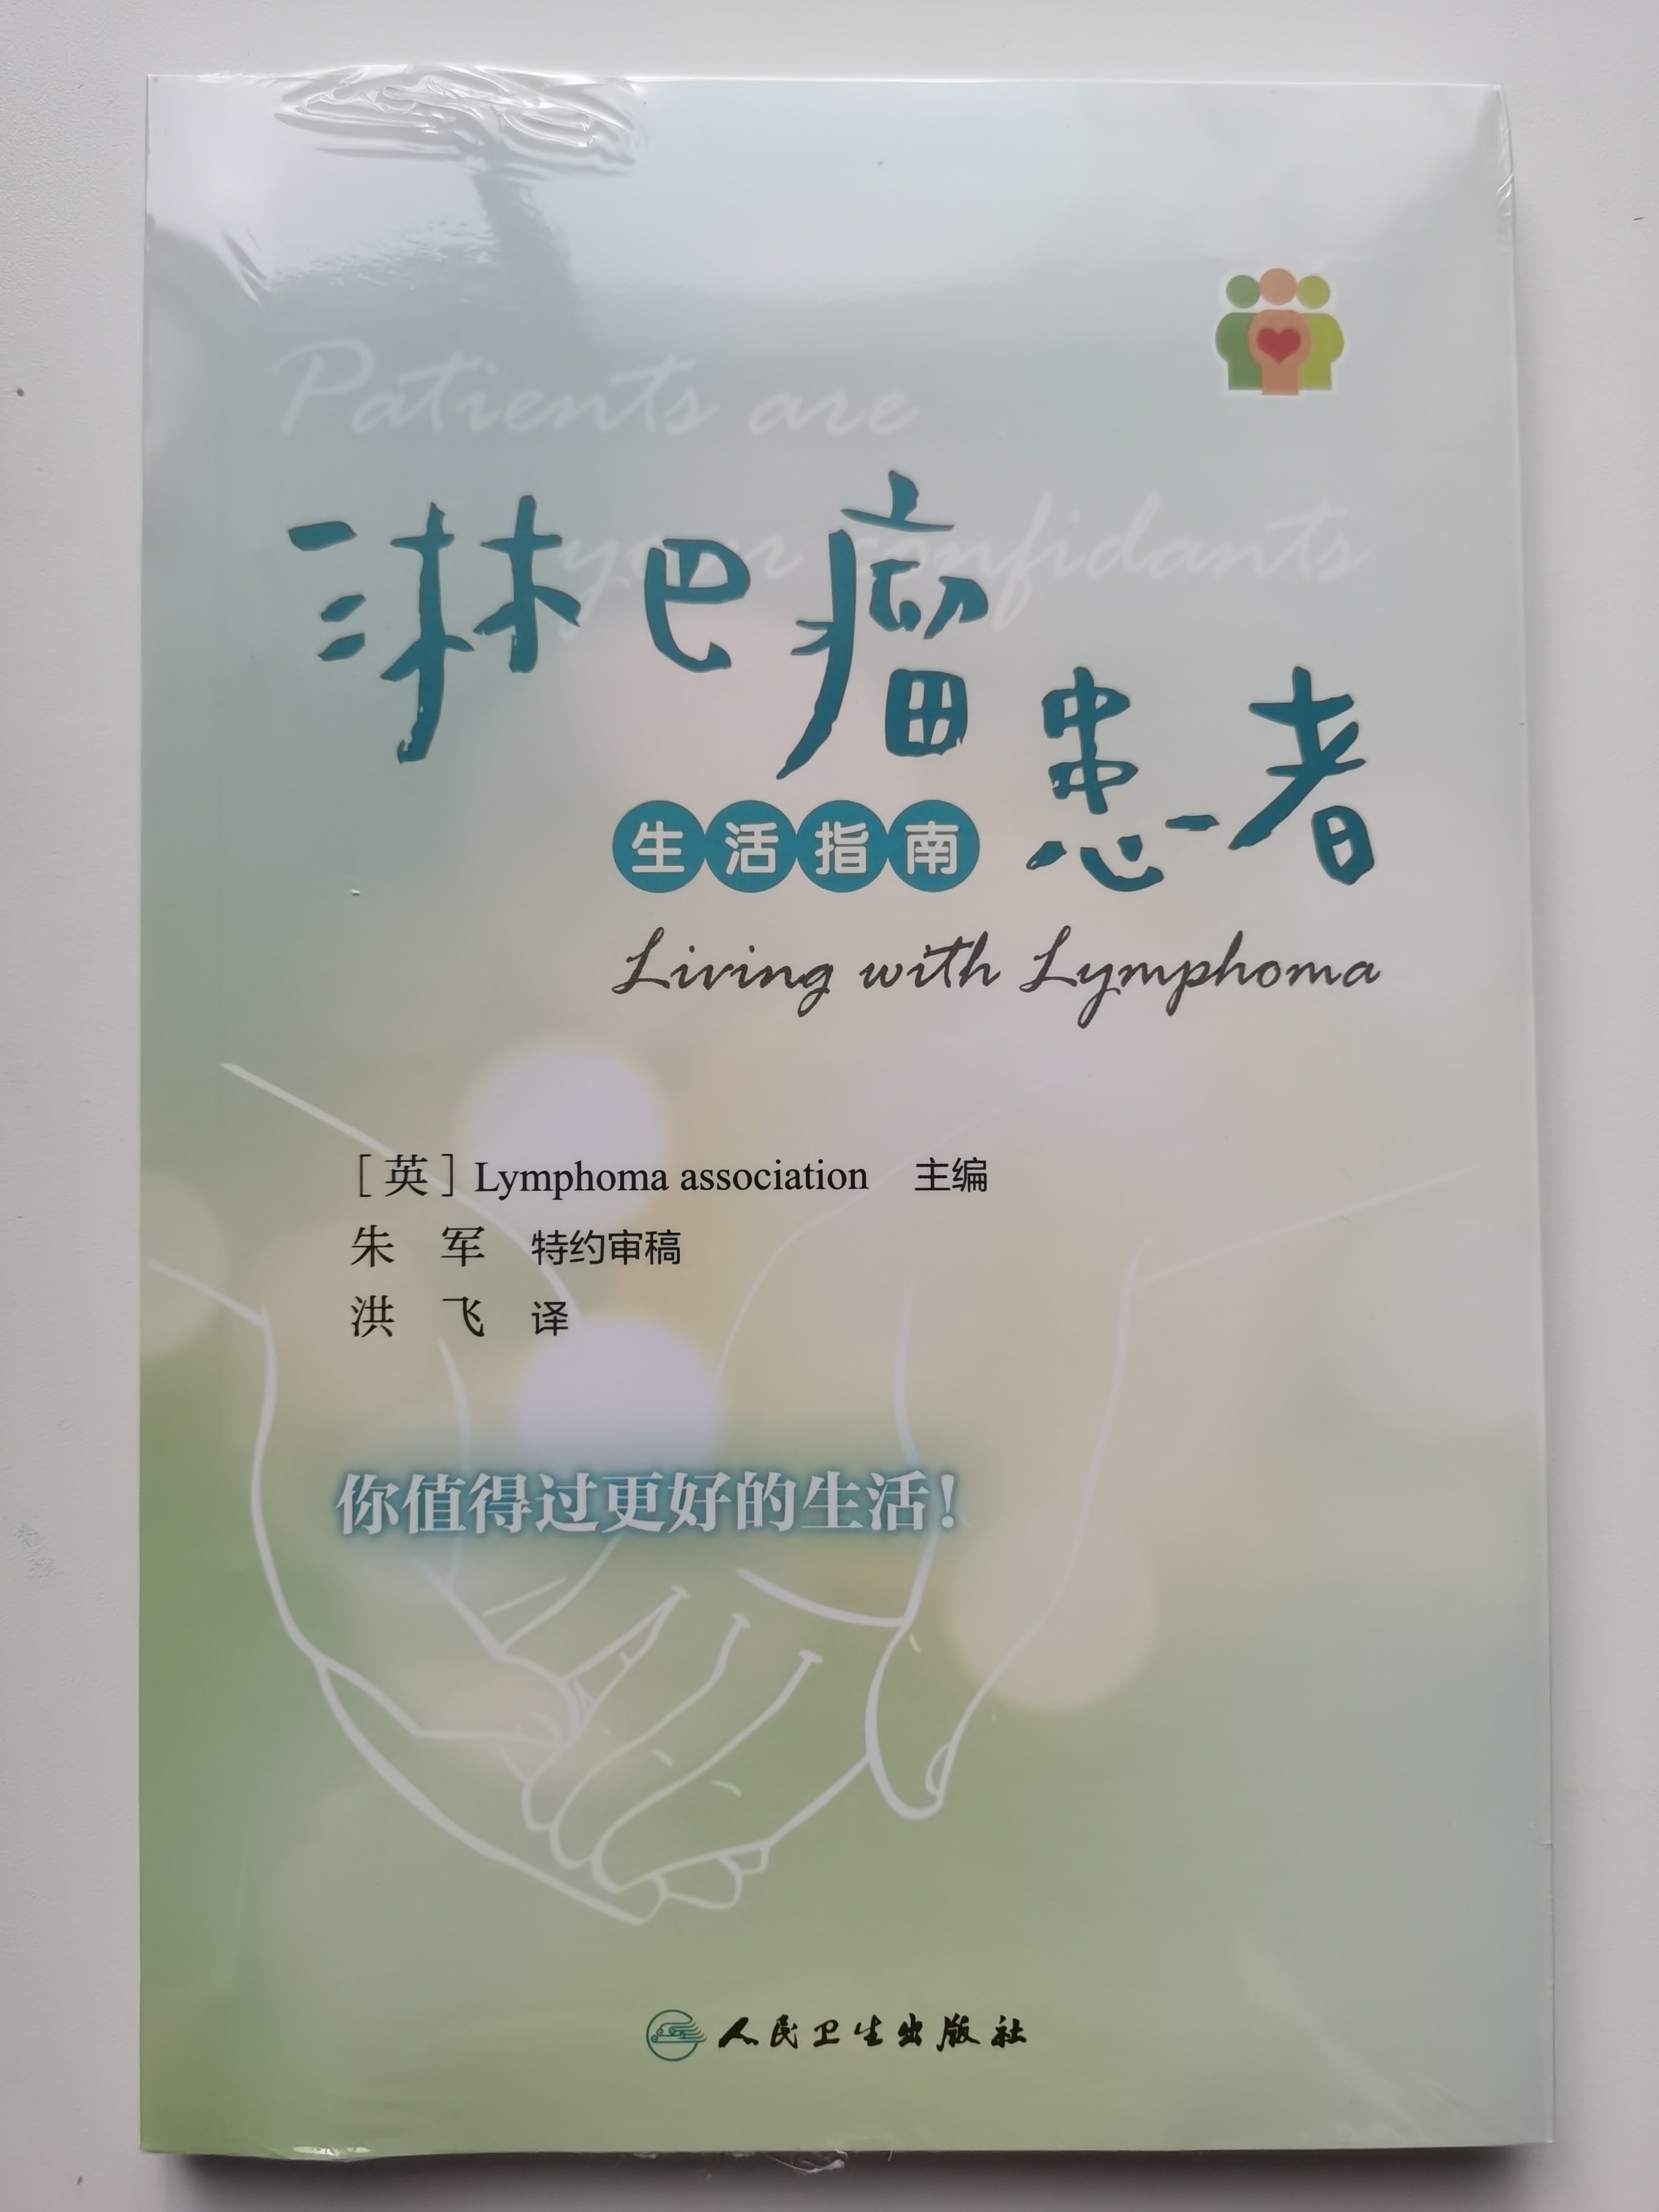 Patients are
your confidants
淋巴瘤
患者
生活指南
Living with Lymphoma
［英］Lymphoma association 主编
朱 军 特约审稿
洪 飞 译
你值得过更好的生活！
人民卫生出版社